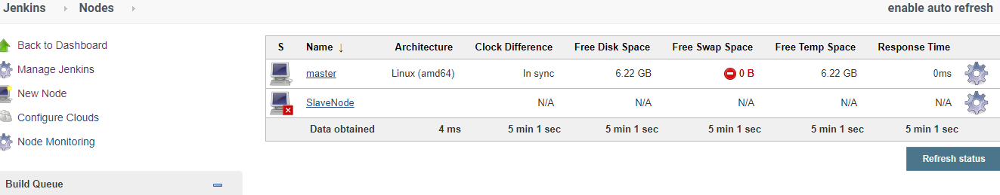 Jenkins Nodes enable auto refresh
Back to Dashboard
Manage Jenkins
New Node
Configure Clouds
Node Monitoring
Build Queue
S Name ↓ Architecture Clock Difference Free Disk Space Free Swap Space Free Temp Space Response Time
master Linux (amd64) In sync 6.22 GB 0 B 6.22 GB 0ms
SlaveNode N/A N/A N/A N/A N/A
Data obtained 4 ms 5 min 1 sec 5 min 1 sec 5 min 1 sec 5 min 1 sec 5 min 1 sec
Refresh status